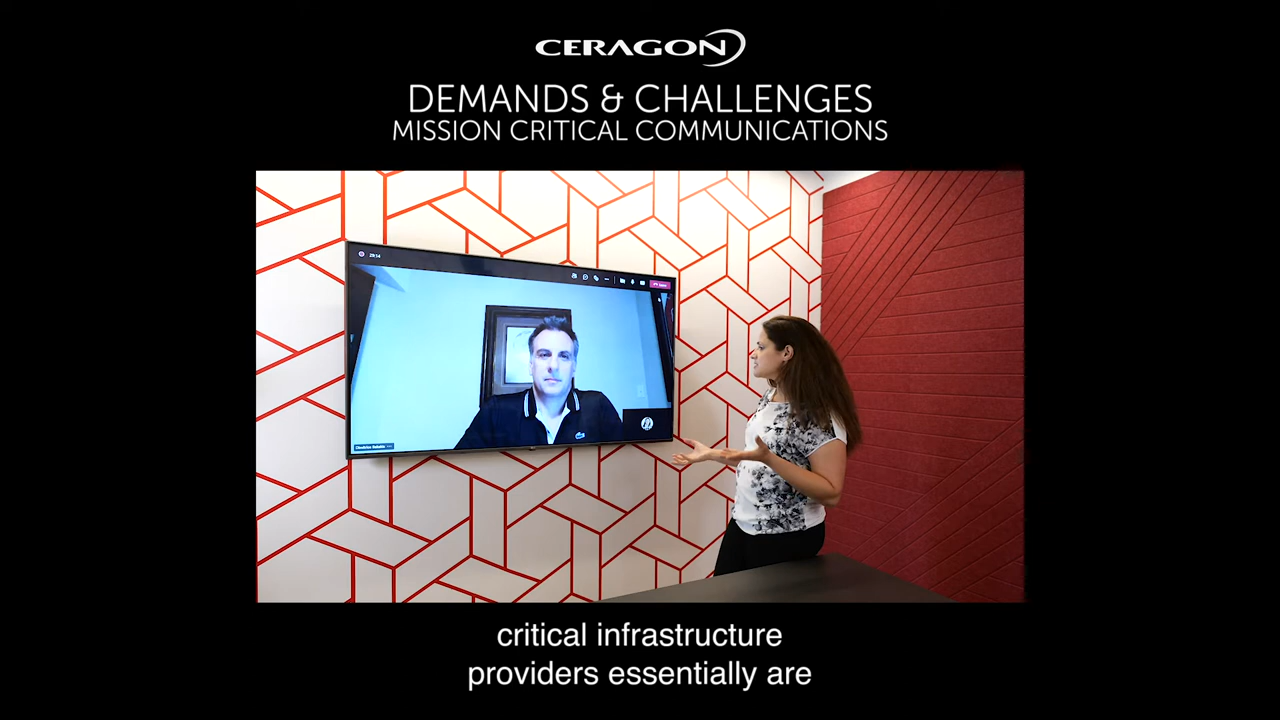 CERAGON
DEMANDS & CHALLENGES
MISSION CRITICAL COMMUNICATIONS
critical infrastructure
providers essentially are